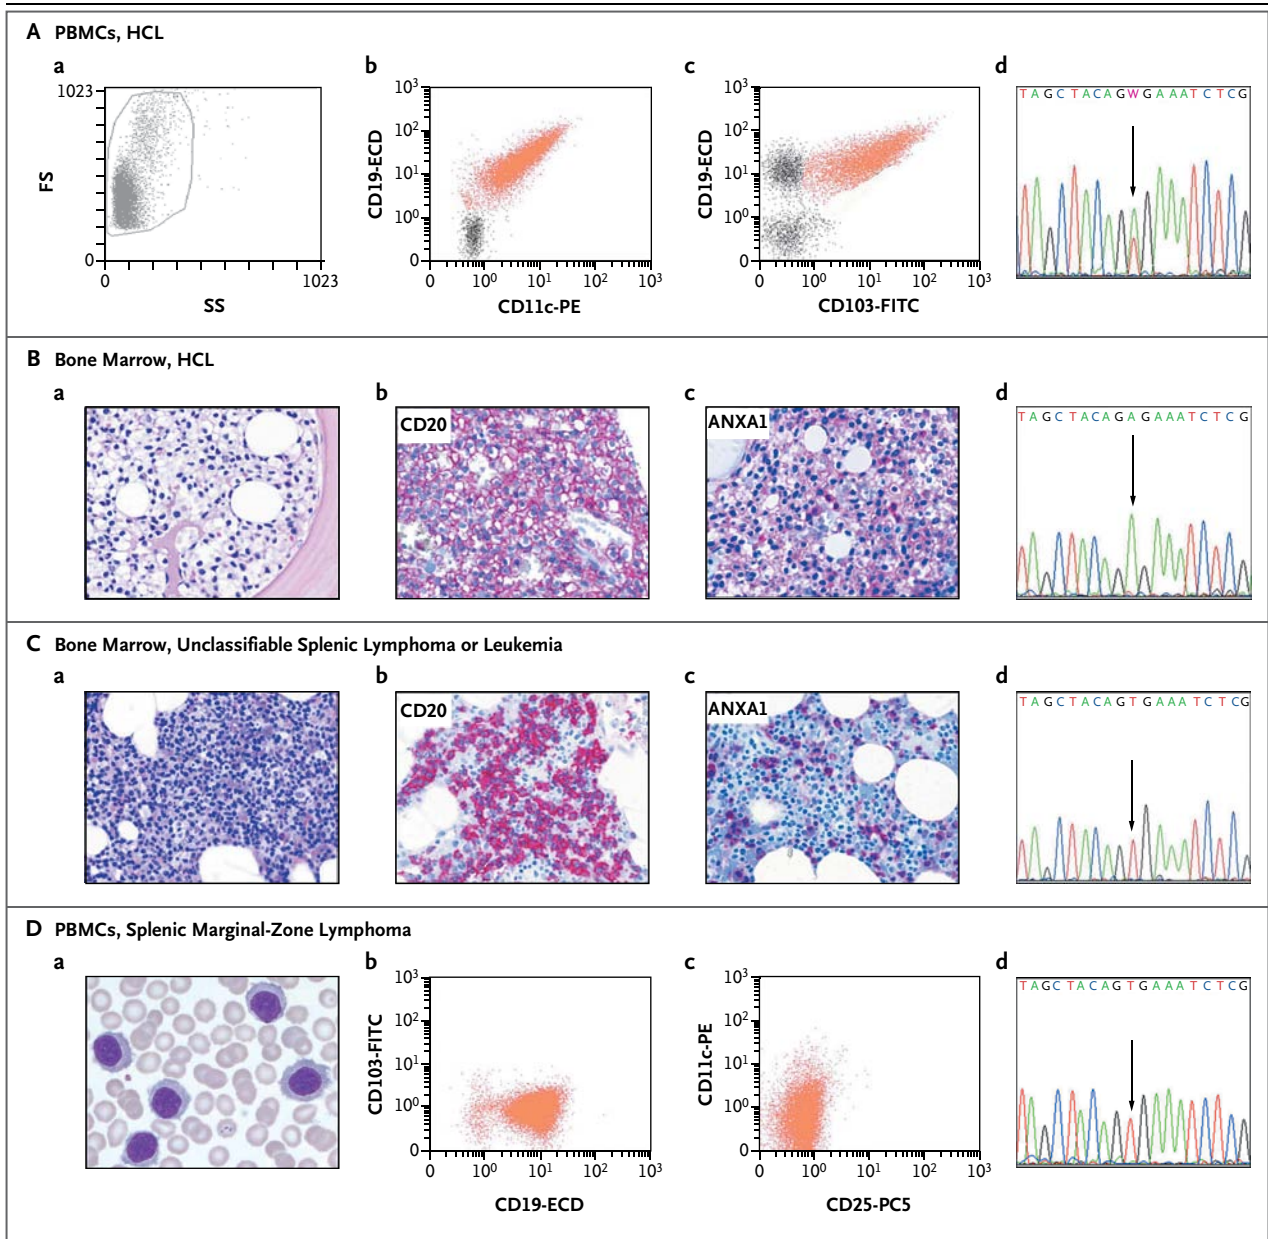 A PBMCs, HCL
a
b
c
d
1023
FS
0
0
1023
SS
10³
10²
10¹
10⁰
0
CD19-ECD
0
10⁰
10¹
10²
10³
CD11c-PE
10³
10²
10¹
10⁰
0
CD19-ECD
0
10⁰
10¹
10²
10³
CD103-FITC
TAGCTACAGWGAAATCTCG
B Bone Marrow, HCL
a
b
c
d
CD20
ANXA1
TAGCTACAGAGAAATCTCG
C Bone Marrow, Unclassifiable Splenic Lymphoma or Leukemia
a
b
c
d
CD20
ANXA1
TAGCTACAGTGAAATCTCG
D PBMCs, Splenic Marginal-Zone Lymphoma
a
b
c
d
10³
10²
10¹
10⁰
0
CD103-FITC
0
10⁰
10¹
10²
10³
CD19-ECD
10³
10²
10¹
10⁰
0
CD11c-PE
0
10⁰
10¹
10²
10³
CD25-PC5
TAGCTACAGTGAAATCTCG